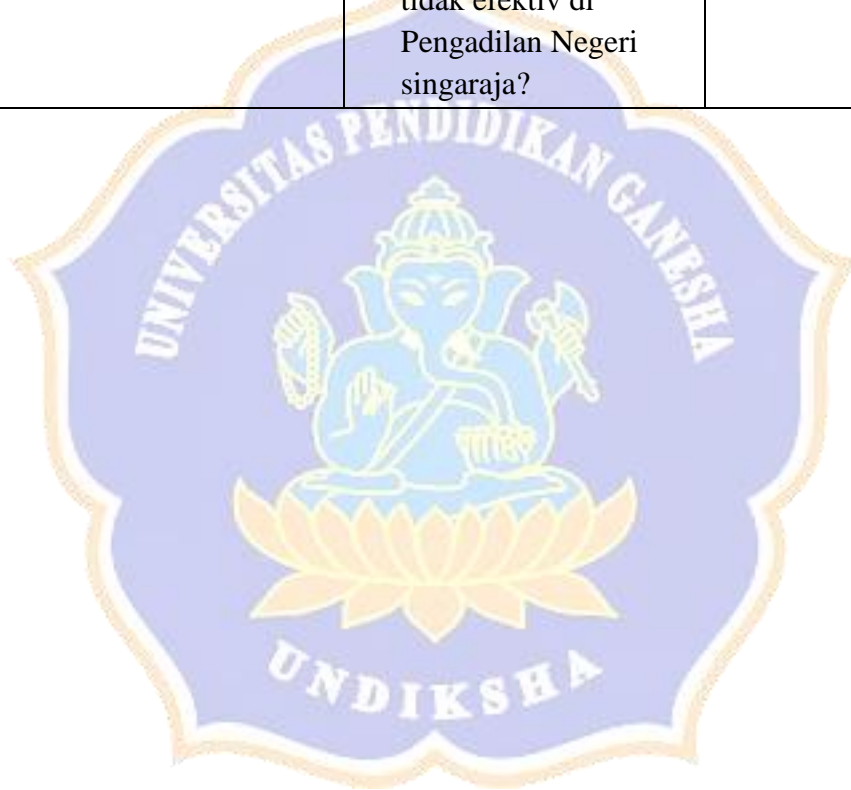 tidak efektiv di
Pengadilan Negeri
singaraja?
UNIVERSITAS PENDIDIKAN GANESHA
UNDIKSHA